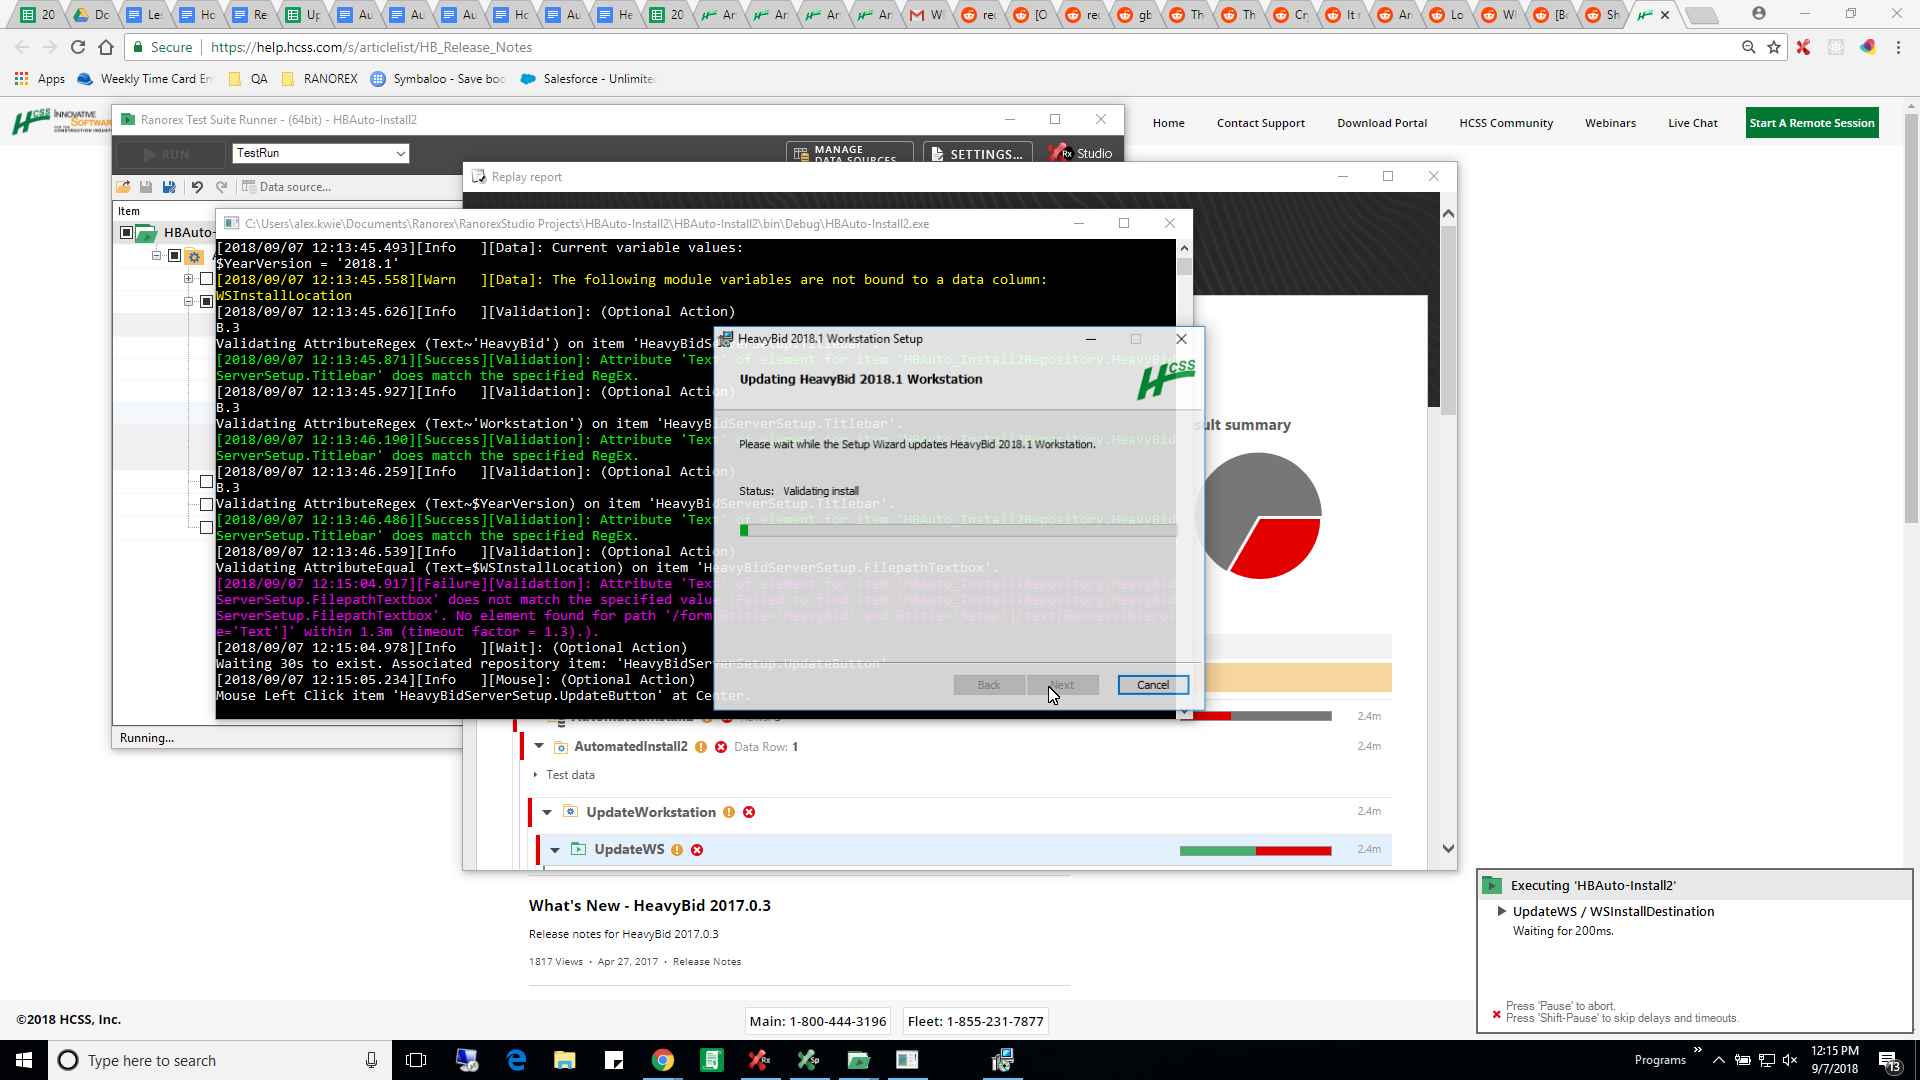 20
Do
Le
Ho
Re
Up
Au
Au
Au
Ho
Au
He
20
Ar
Ar
Ar
Ar
W
rec
[O
rec
gb
Th
Th
Cr
It
Ar
Lo
W
[B
Sh
Secure
https://help.hcss.com/s/articlelist/HB_Release_Notes
Apps
Weekly Time Card En
QA
RANOREX
Symbaloo - Save boo
Salesforce - Unlimite
HCSS INNOVATIVE
SOFTWAR
Home
Contact Support
Download Portal
HCSS Community
Webinars
Live Chat
Start A Remote Session
Ranorex Test Suite Runner - (64bit) - HBAuto-Install2
RUN
TestRun
MANAGE
DATA SOURCES
SETTINGS...
Rx Studio
Data source...
Item
HBAuto-
Running...
Replay report
C:\Users\alex.kwie\Documents\Ranorex\RanorexStudio Projects\HBAuto-Install2\HBAuto-Install2\bin\Debug\HBAuto-Install2.exe
[2018/09/07 12:13:45.493][Info   ][Data]: Current variable values:
$YearVersion = '2018.1'
[2018/09/07 12:13:45.558][Warn   ][Data]: The following module variables are not bound to a data column:
WSInstallLocation
[2018/09/07 12:13:45.626][Info   ][Validation]: (Optional Action)
B.3
Validating AttributeRegex (Text~'HeavyBid') on item 'HeavyBidServerSetup.Titlebar'.
[2018/09/07 12:13:45.871][Success][Validation]: Attribute 'Text' of element for item 'HBAuto_Install2Repository.HeavyBid
ServerSetup.Titlebar' does match the specified RegEx.
[2018/09/07 12:13:45.927][Info   ][Validation]: (Optional Action)
B.3
Validating AttributeRegex (Text~'Workstation') on item 'HeavyBidServerSetup.Titlebar'.
[2018/09/07 12:13:46.190][Success][Validation]: Attribute 'Text' of element for item 'HBAuto_Install2Repository.HeavyBid
ServerSetup.Titlebar' does match the specified RegEx.
[2018/09/07 12:13:46.259][Info   ][Validation]: (Optional Action)
B.3
Validating AttributeRegex (Text~$YearVersion) on item 'HeavyBidServerSetup.Titlebar'.
[2018/09/07 12:13:46.486][Success][Validation]: Attribute 'Text' of element for item 'HBAuto_Install2Repository.HeavyBid
ServerSetup.Titlebar' does match the specified RegEx.
[2018/09/07 12:13:46.539][Info   ][Validation]: (Optional Action)
Validating AttributeEqual (Text=$WSInstallLocation) on item 'HeavyBidServerSetup.FilepathTextbox'.
[2018/09/07 12:15:04.917][Failure][Validation]: Attribute 'Text' of element for item 'HBAuto_Install2Repository.HeavyBid
ServerSetup.FilepathTextbox' does not match the specified value
ServerSetup.FilepathTextbox'. No element found for path '/form
e='Text']' within 1.3m (timeout factor = 1.3).).
[2018/09/07 12:15:04.978][Info   ][Wait]: (Optional Action)
Waiting 30s to exist. Associated repository item: 'HeavyBidServerSetup.UpdateButton'
[2018/09/07 12:15:05.234][Info   ][Mouse]: (Optional Action)
Mouse Left Click item 'HeavyBidServerSetup.UpdateButton' at Center.
HeavyBid 2018.1 Workstation Setup
Updating HeavyBid 2018.1 Workstation
HCSS
Please wait while the Setup Wizard updates HeavyBid 2018.1 Workstation.
Status: Validating install
Back
Next
Cancel
ult summary
2.4m
AutomatedInstall2 Data Row: 1
2.4m
Test data
UpdateWorkstation
2.4m
UpdateWS
2.4m
What's New - HeavyBid 2017.0.3
Release notes for HeavyBid 2017.0.3
1817 Views • Apr 27, 2017 • Release Notes
©2018 HCSS, Inc.
Main: 1-800-444-3196
Fleet: 1-855-231-7877
Executing 'HBAuto-Install2'
UpdateWS / WSInstallDestination
Waiting for 200ms.
Press 'Pause' to abort.
Press 'Shift-Pause' to skip delays and timeouts.
Type here to search
Programs
12:15 PM
9/7/2018
13